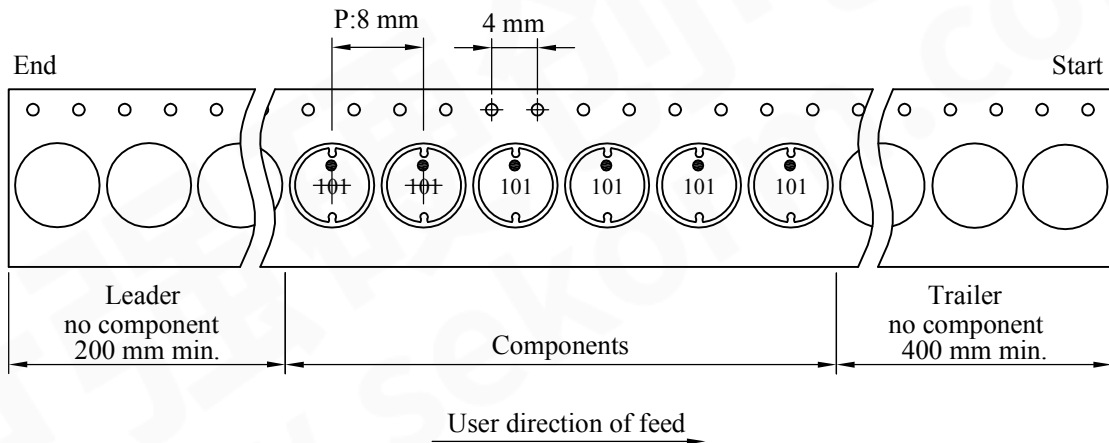 P:8 mm
4 mm
End
Start
101
101
101
101
101
101
Leader
no component
200 mm min.
Components
Trailer
no component
400 mm min.
User direction of feed